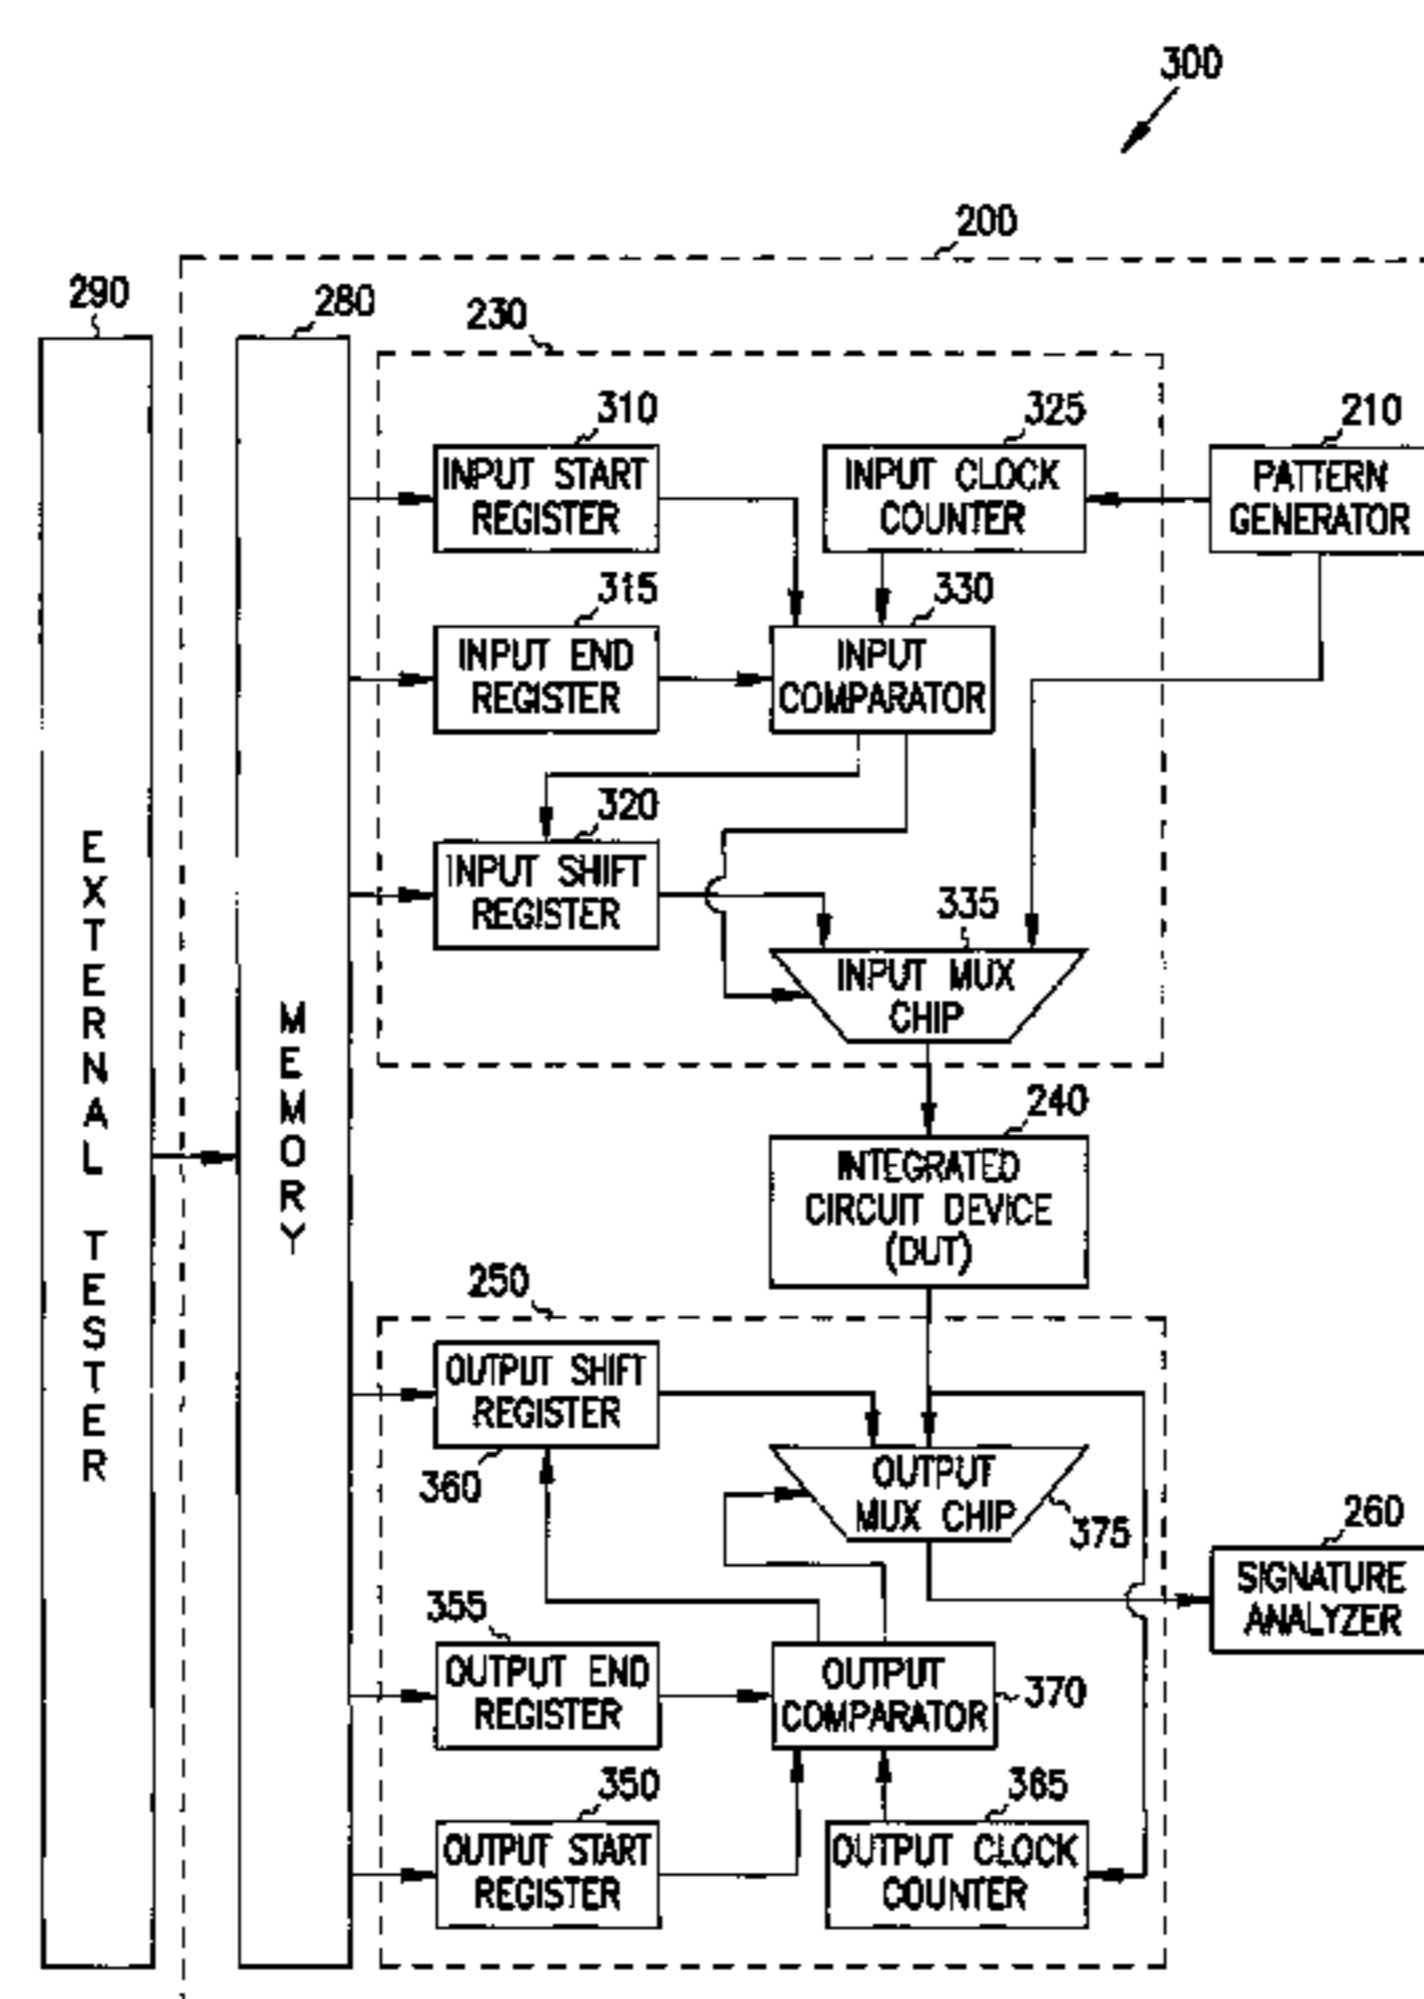 300
200
290
280
230
310
325
210
INPUT START
REGISTER
INPUT CLOCK
COUNTER
PATTERN
GENERATOR
315
330
INPUT END
REGISTER
INPUT
COMPARATOR
320
INPUT SHIFT
REGISTER
335
INPUT MUX
CHIP
EXTERNAL TESTER
MEMORY
240
INTEGRATED
CIRCUIT DEVICE
(DUT)
250
OUTPUT SHIFT
REGISTER
360
OUTPUT
MUX CHIP
375
260
SIGNATURE
ANALYZER
355
OUTPUT END
REGISTER
OUTPUT
COMPARATOR
370
350
365
OUTPUT START
REGISTER
OUTPUT CLOCK
COUNTER